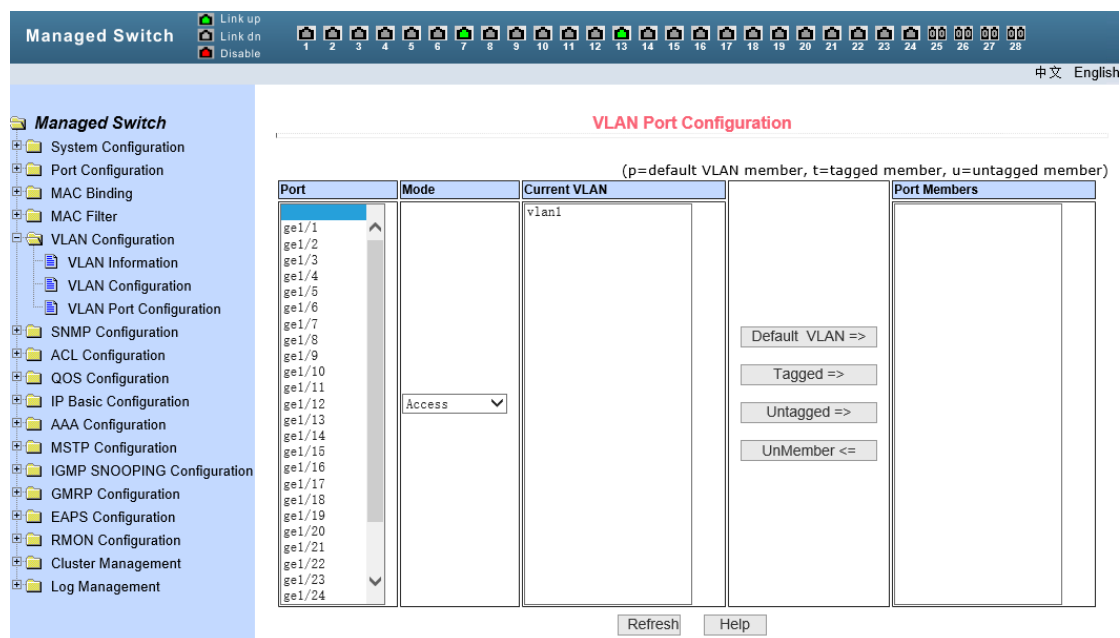 Managed Switch
Link up
Link dn
Disable
1 2 3 4 5 6 7 8 9 10 11 12 13 14 15 16 17 18 19 20 21 22 23 24 25 26 27 28
中文 English
Managed Switch
System Configuration
Port Configuration
MAC Binding
MAC Filter
VLAN Configuration
VLAN Information
VLAN Configuration
VLAN Port Configuration
SNMP Configuration
ACL Configuration
QOS Configuration
IP Basic Configuration
AAA Configuration
MSTP Configuration
IGMP SNOOPING Configuration
GMRP Configuration
EAPS Configuration
RMON Configuration
Cluster Management
Log Management
VLAN Port Configuration
(p=default VLAN member, t=tagged member, u=untagged member)
Port
Mode
Current VLAN
Port Members
ge1/1
ge1/2
ge1/3
ge1/4
ge1/5
ge1/6
ge1/7
ge1/8
ge1/9
ge1/10
ge1/11
ge1/12
ge1/13
ge1/14
ge1/15
ge1/16
ge1/17
ge1/18
ge1/19
ge1/20
ge1/21
ge1/22
ge1/23
ge1/24
Access
vlan1
Default VLAN =>
Tagged =>
Untagged =>
UnMember <=
Refresh
Help